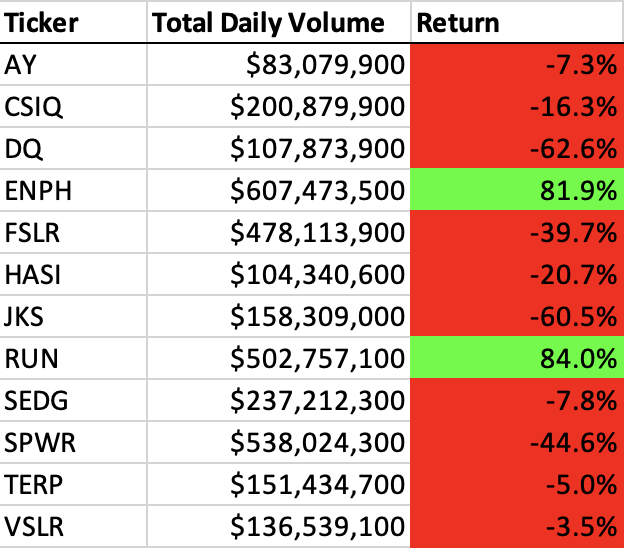 Ticker Total Daily Volume Return
AY $83,079,900 -7.3%
CSIQ $200,879,900 -16.3%
DQ $107,873,900 -62.6%
ENPH $607,473,500 81.9%
FSLR $478,113,900 -39.7%
HASI $104,340,600 -20.7%
JKS $158,309,000 -60.5%
RUN $502,757,100 84.0%
SEDG $237,212,300 -7.8%
SPWR $538,024,300 -44.6%
TERP $151,434,700 -5.0%
VSLR $136,539,100 -3.5%